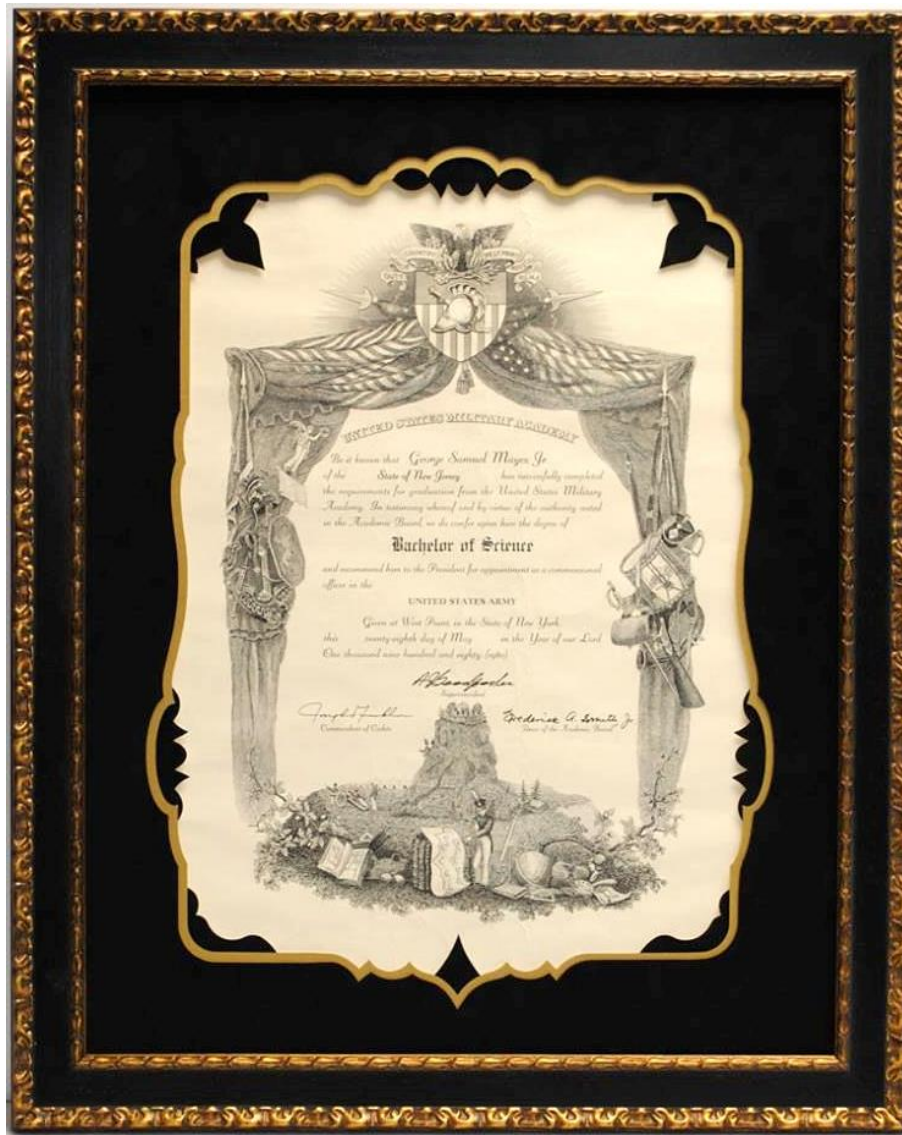 UNITED STATES MILITARY ACADEMY
Be it known that George Samuel Mayes Jr
of the State of New Jersey has successfully completed
the requirements for graduation from the United States Military
Academy. In testimony whereof and by virtue of the authority vested
in the Academic Board, we do confer upon him the degree of
Bachelor of Science
and recommend him to the President for appointment as a commissioned
officer in the
UNITED STATES ARMY
Given at West Point, in the State of New York,
this twenty-eighth day of May in the Year of our Lord
One thousand nine hundred and eighty (1980)
Superintendent
Frederick A. Smith Jr
Commandant of Cadets Dean of the Academic Board